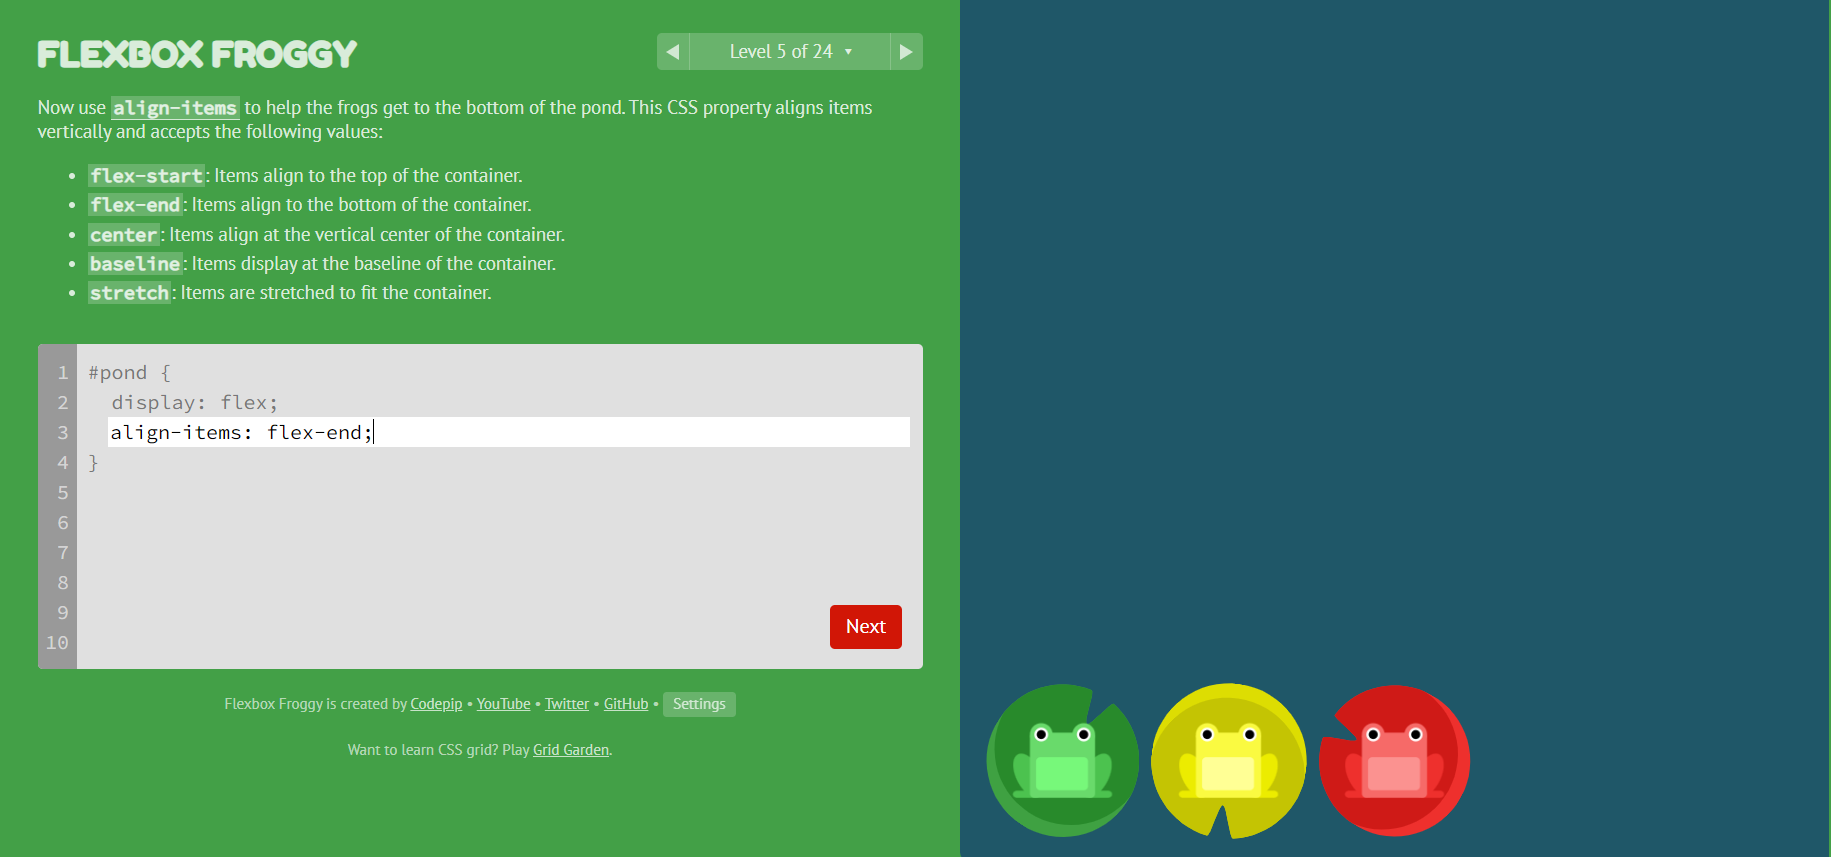 FLEXBOX FROGGY
Level 5 of 24
Now use align-items to help the frogs get to the bottom of the pond. This CSS property aligns items
vertically and accepts the following values:
• flex-start: Items align to the top of the container.
• flex-end: Items align to the bottom of the container.
• center: Items align at the vertical center of the container.
• baseline: Items display at the baseline of the container.
• stretch: Items are stretched to fit the container.
1 #pond {
2 display: flex;
3 align-items: flex-end;
4 }
5
6
7
8
9
10
Next
Flexbox Froggy is created by Codepip • YouTube • Twitter • GitHub • Settings
Want to learn CSS grid? Play Grid Garden.